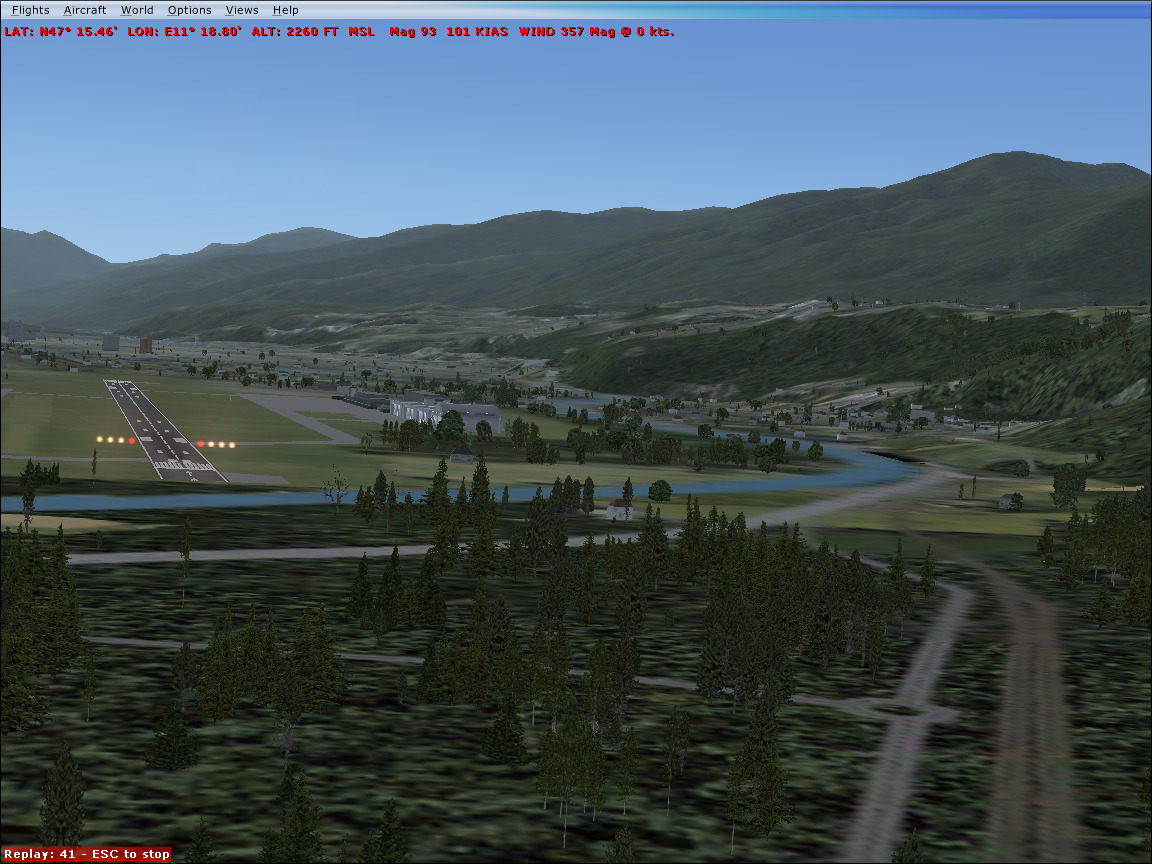 Flights Aircraft World Options Views Help
LAT: N47° 15.46' LON: E11° 18.80' ALT: 2260 FT MSL Mag 93 101 KIAS WIND 357 Mag @ 0 kts.
Replay: 41 - ESC to stop